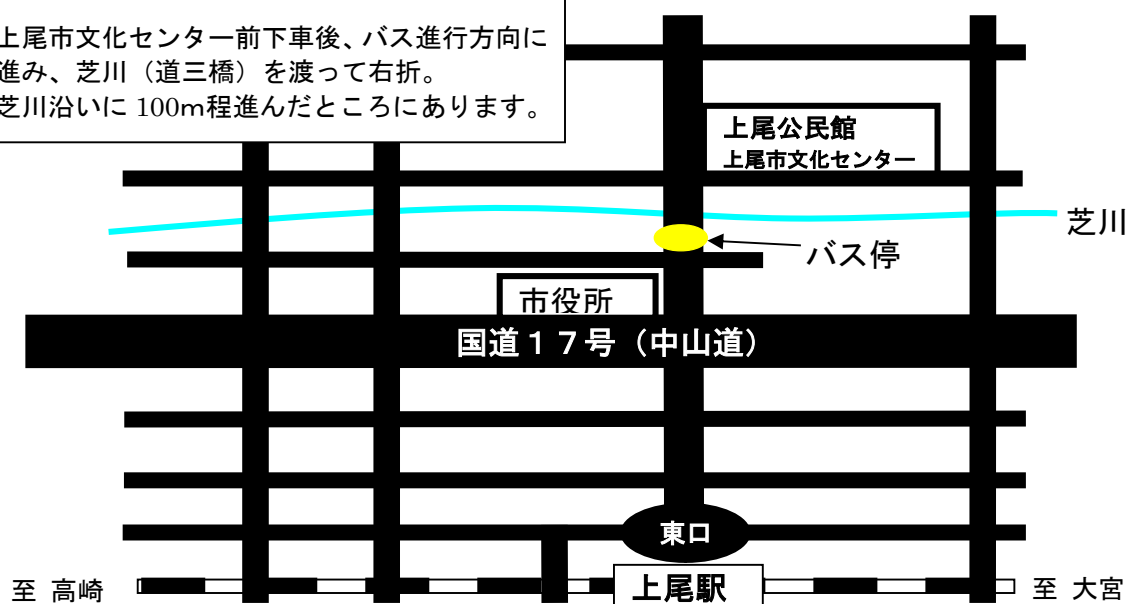 上尾市文化センター前下車後、バス進行方向に
進み、芝川（道三橋）を渡って右折。
芝川沿いに 100m程進んだところにあります。
上尾公民館
上尾市文化センター
芝川
バス停
市役所
国道１７号（中山道）
東口
至 高崎
上尾駅
至 大宮